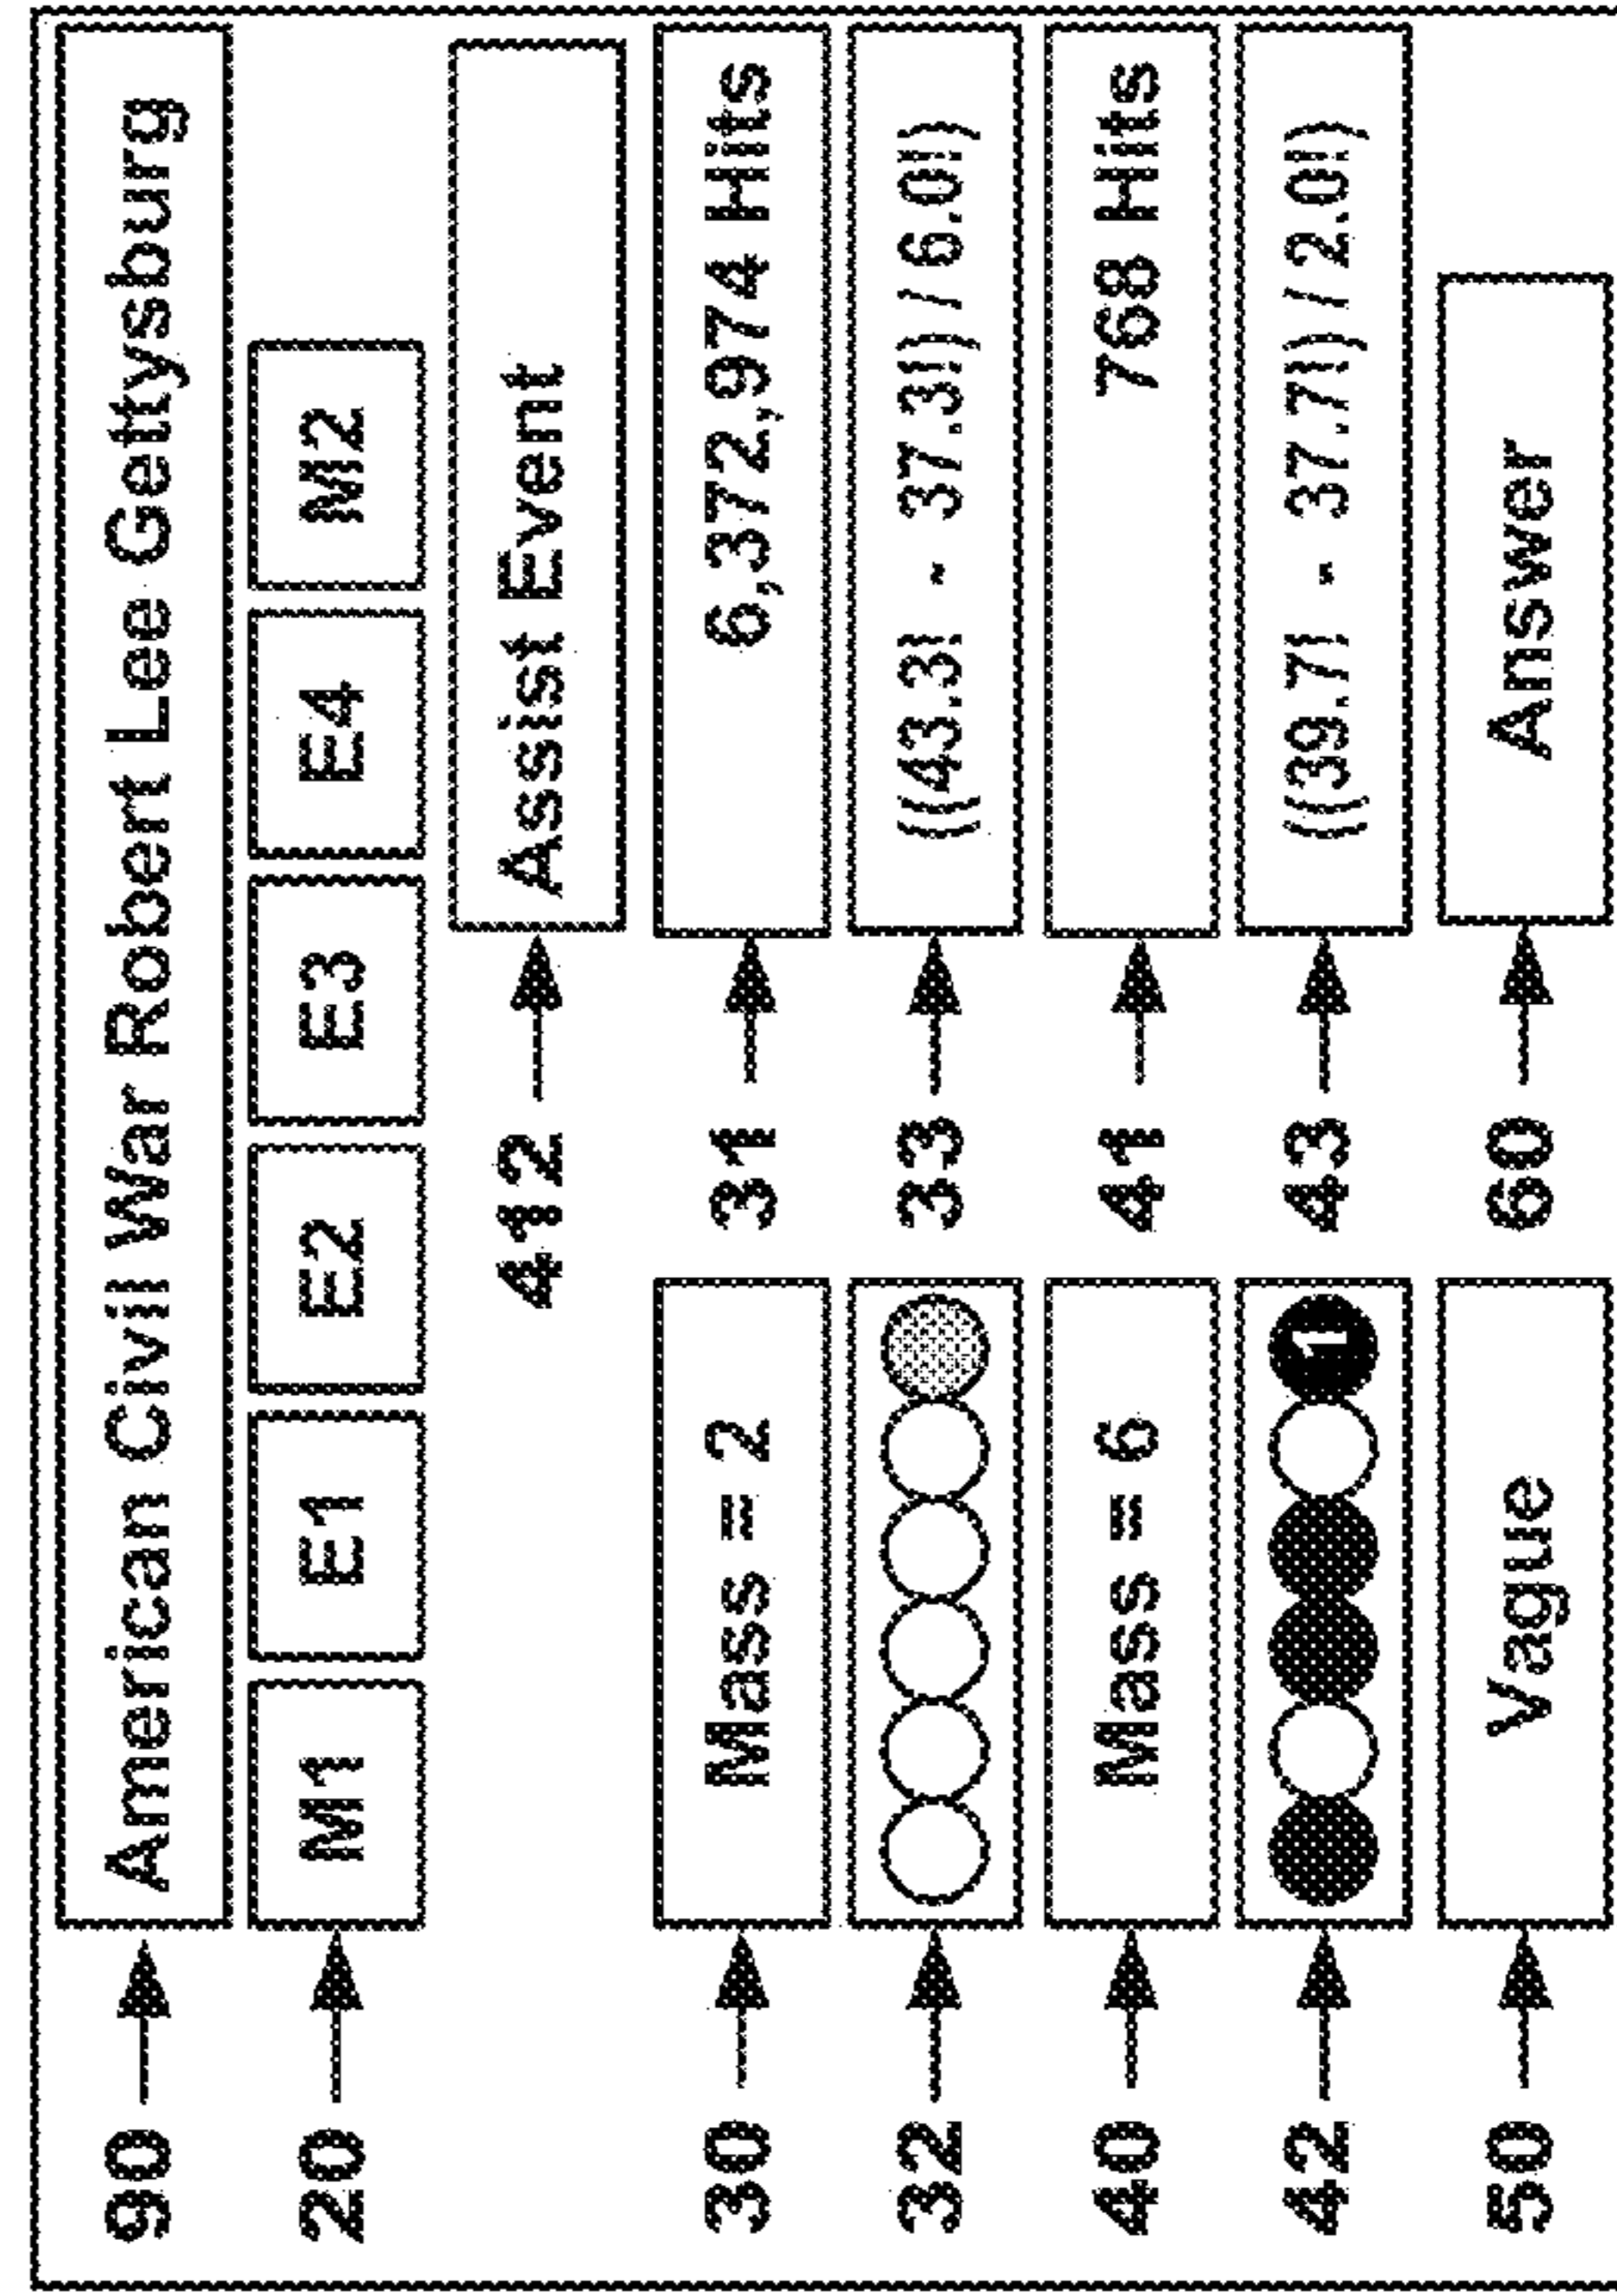 90 American Civil War Robert Lee Gettysburg
20 M1 E1 E2 E3 E4 M2
412 Assist Event
30 Mass = 2 31 6,372,974 Hits
32 33 ((43.3| - 37.3|) / 6.0|)
40 Mass = 6 41 768 Hits
42 1 43 ((39.7| - 37.7|) / 2.0|)
50 Vague 60 Answer